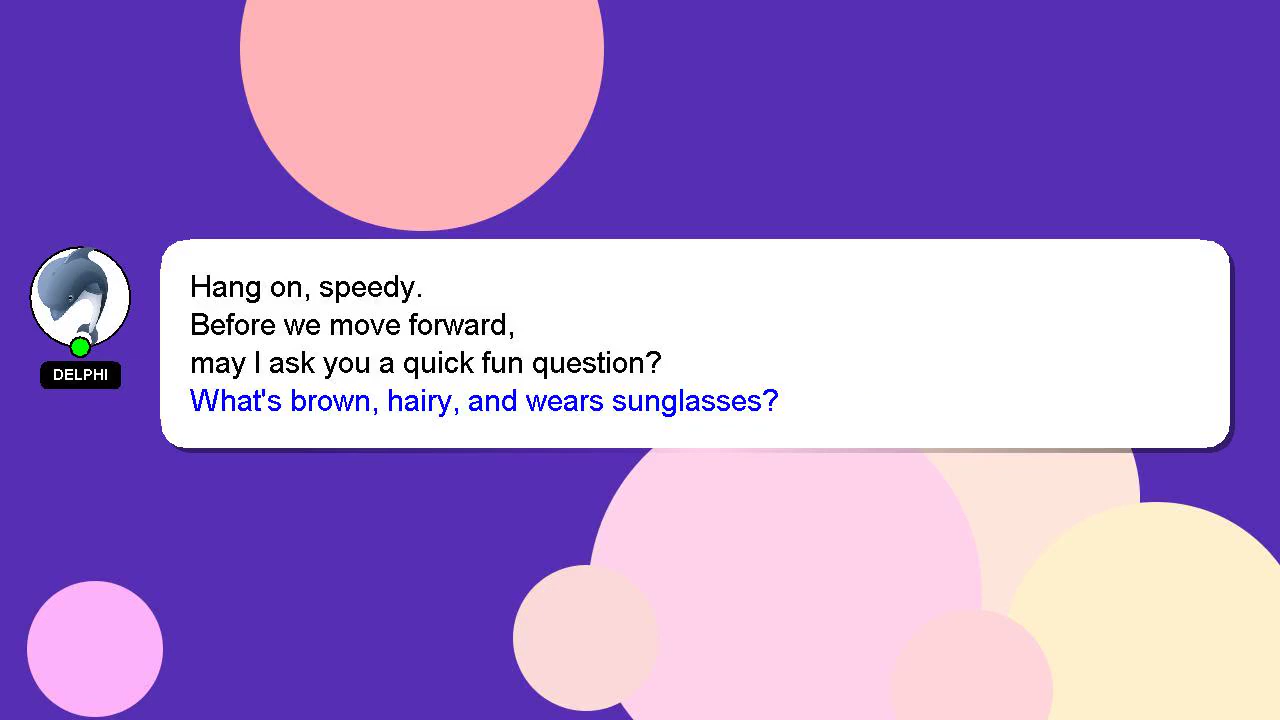 Hang on, speedy.
Before we move forward,
may I ask you a quick fun question?
What's brown, hairy, and wears sunglasses?
DELPHI